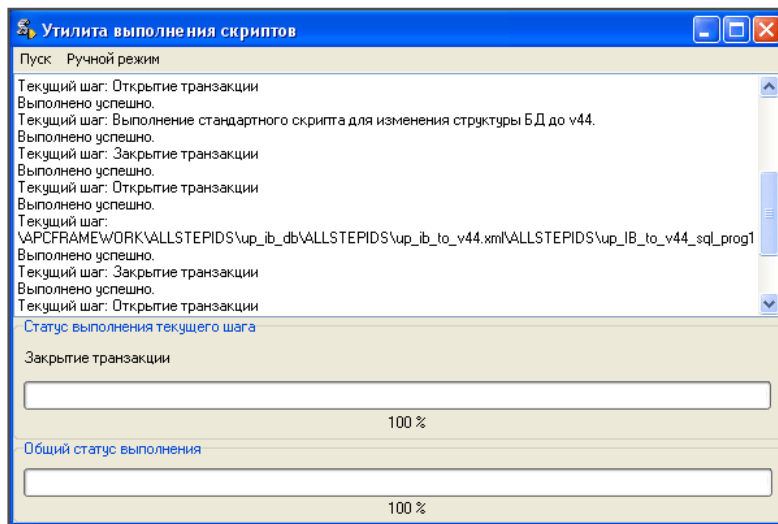 Утилита выполнения скриптов
Пуск Ручной режим
Текущий шаг: Открытие транзакции
Выполнено успешно.
Текущий шаг: Выполнение стандартного скрипта для изменения структуры БД до v44.
Выполнено успешно.
Текущий шаг: Закрытие транзакции
Выполнено успешно.
Текущий шаг: Открытие транзакции
Выполнено успешно.
Текущий шаг:
\APCFRAMEWORK\ALLSTEPIDS\up_ib_db\ALLSTEPIDS\up_ib_to_v44.xml\ALLSTEPIDS\up_IB_to_v44_sql_prog1
Выполнено успешно.
Текущий шаг: Закрытие транзакции
Выполнено успешно.
Текущий шаг: Открытие транзакции
Статус выполнения текущего шага
Закрытие транзакции
100 %
Общий статус выполнения
100 %